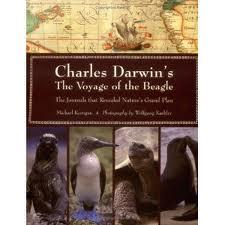 Charles Darwin's
The Voyage of the Beagle
The Journals that Revealed Nature's Grand Plan
Michael Kerrigan • Photography by Wolfgang Kaehler